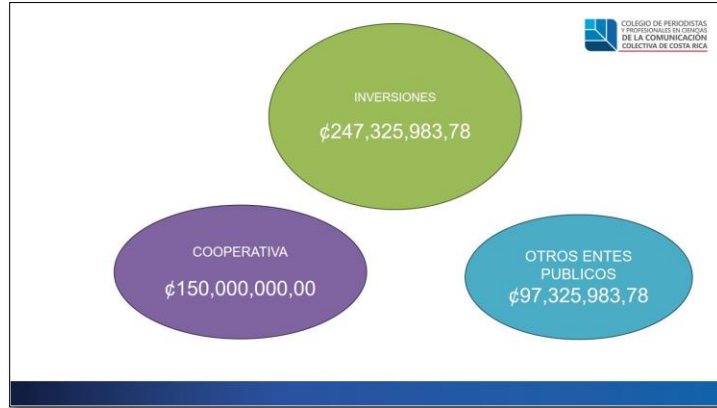 COLEGIO DE PERIODISTAS
Y PROFESIONALES EN CIENCIAS
DE LA COMUNICACIÓN
COLECTIVA DE COSTA RICA
INVERSIONES
₡247,325,983,78
COOPERATIVA
₡150,000,000,00
OTROS ENTES
PUBLICOS
₡97,325,983,78